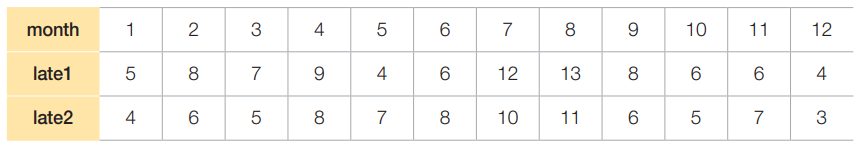 month 1 2 3 4 5 6 7 8 9 10 11 12
late1 5 8 7 9 4 6 12 13 8 6 6 4
late2 4 6 5 8 7 8 10 11 6 5 7 3